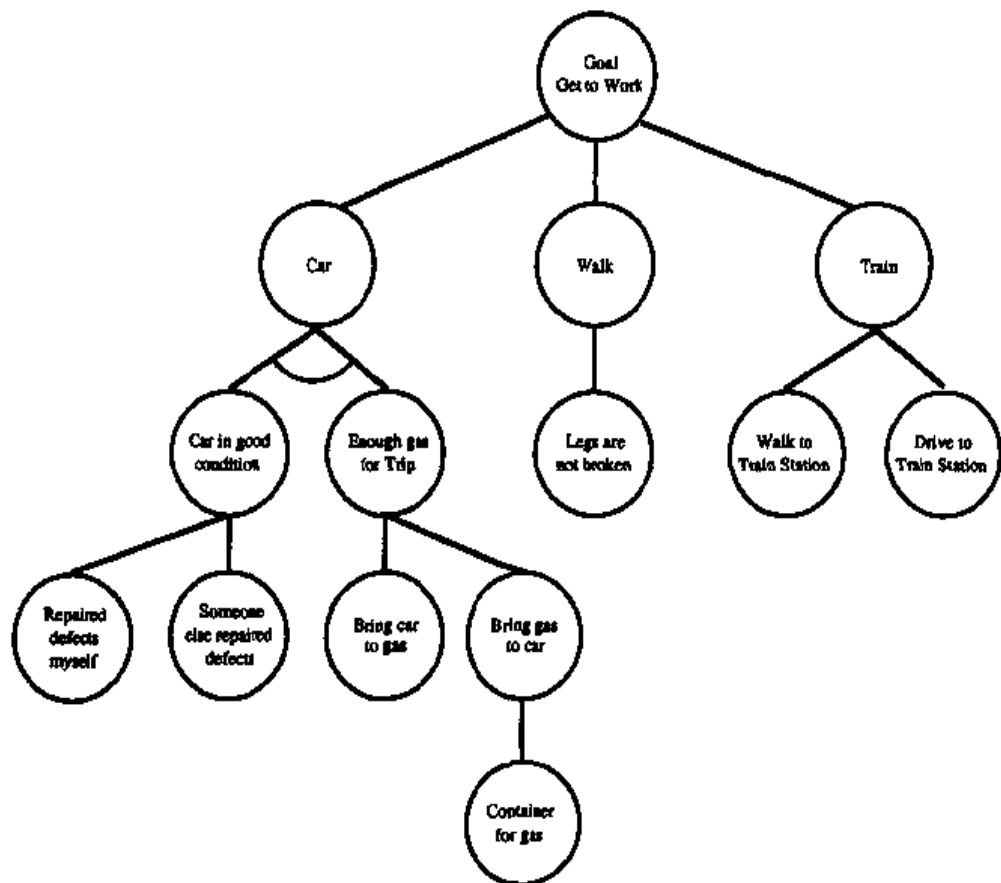 Goal
Get to Work
Car
Walk
Train
Car in good
condition
Enough gas
for Trip
Legs are
not broken
Walk to
Train Station
Drive to
Train Station
Repaired
defects
myself
Someone
else repaired
defects
Bring car
to gas
Bring gas
to car
Container
for gas